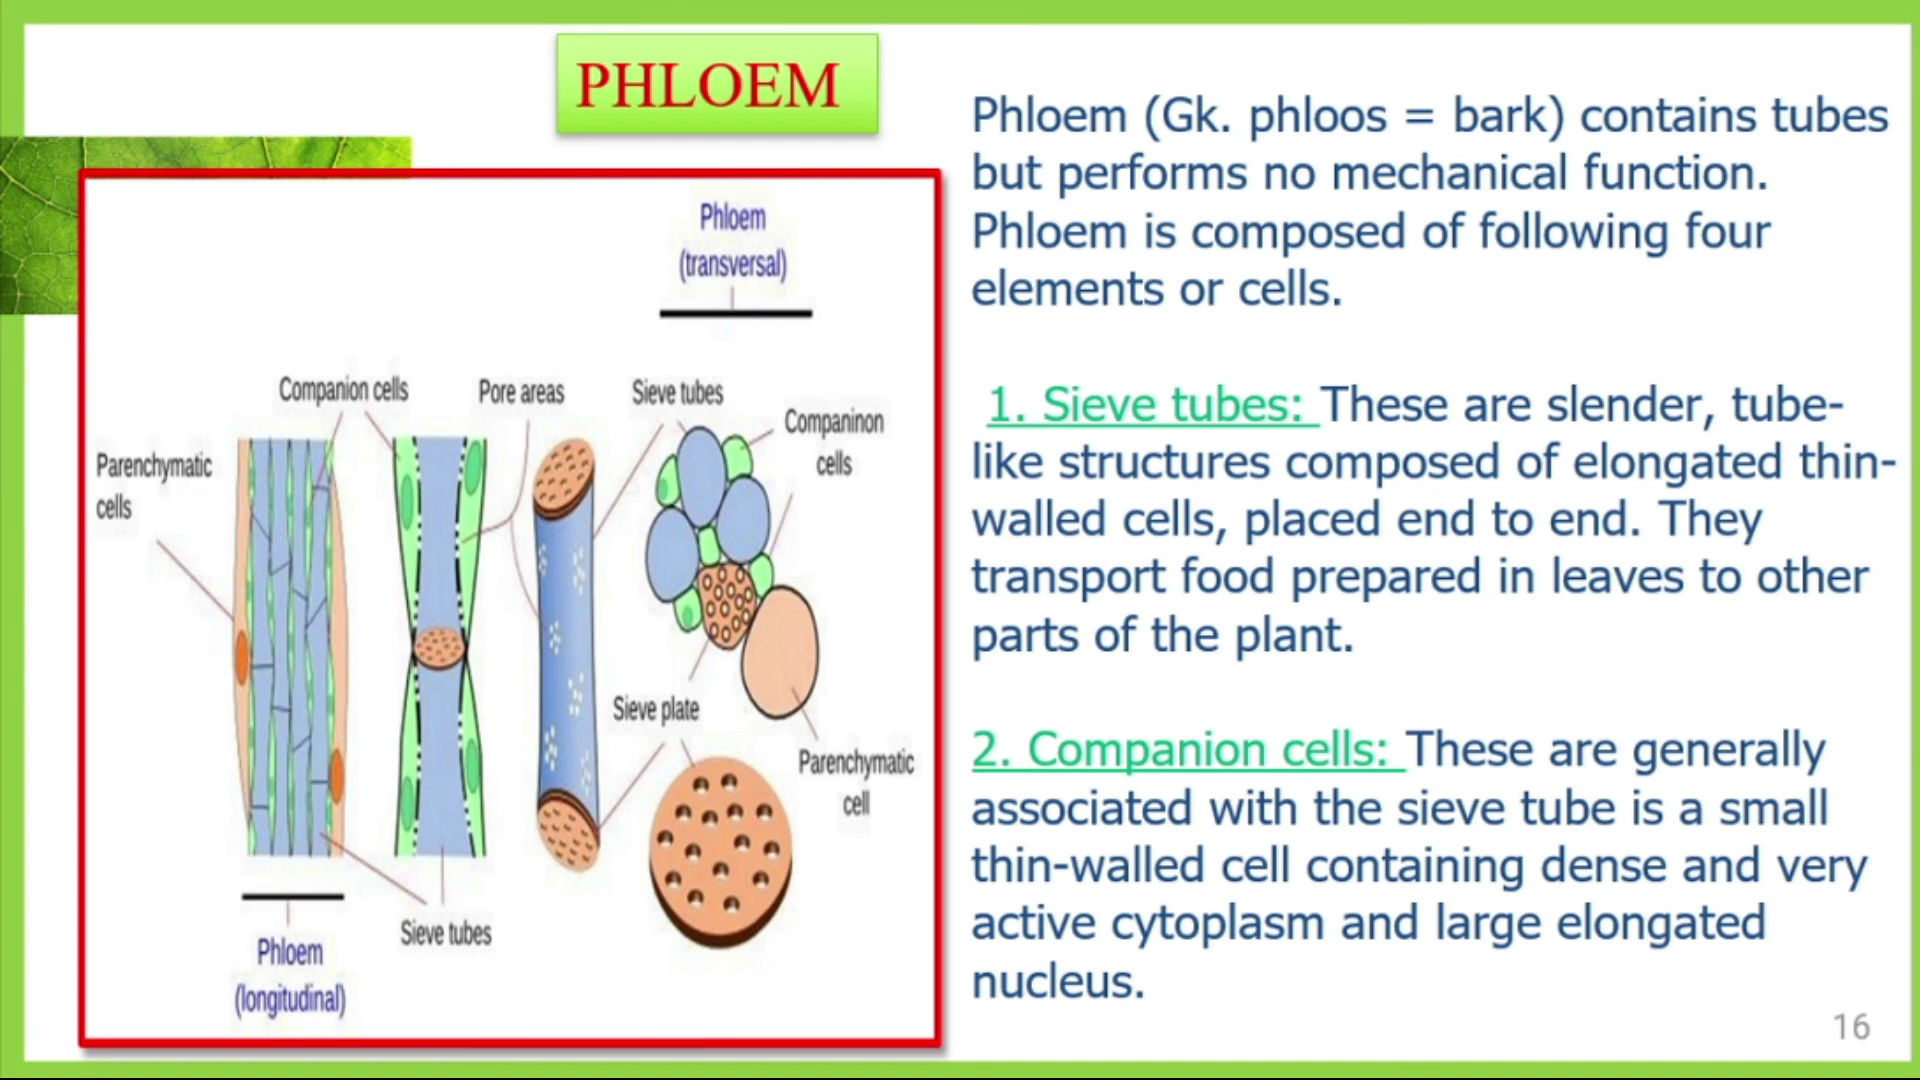 PHLOEM
Phloem
(transversal)
Companion cells
Pore areas
Sieve tubes
Companinon
cells
Parenchymatic
cells
Sieve plate
Parenchymatic
cell
Sieve tubes
Phloem
(longitudinal)
Phloem (Gk. phloos = bark) contains tubes
but performs no mechanical function.
Phloem is composed of following four
elements or cells.
1. Sieve tubes: These are slender, tube-
like structures composed of elongated thin-
walled cells, placed end to end. They
transport food prepared in leaves to other
parts of the plant.
2. Companion cells: These are generally
associated with the sieve tube is a small
thin-walled cell containing dense and very
active cytoplasm and large elongated
nucleus.
16